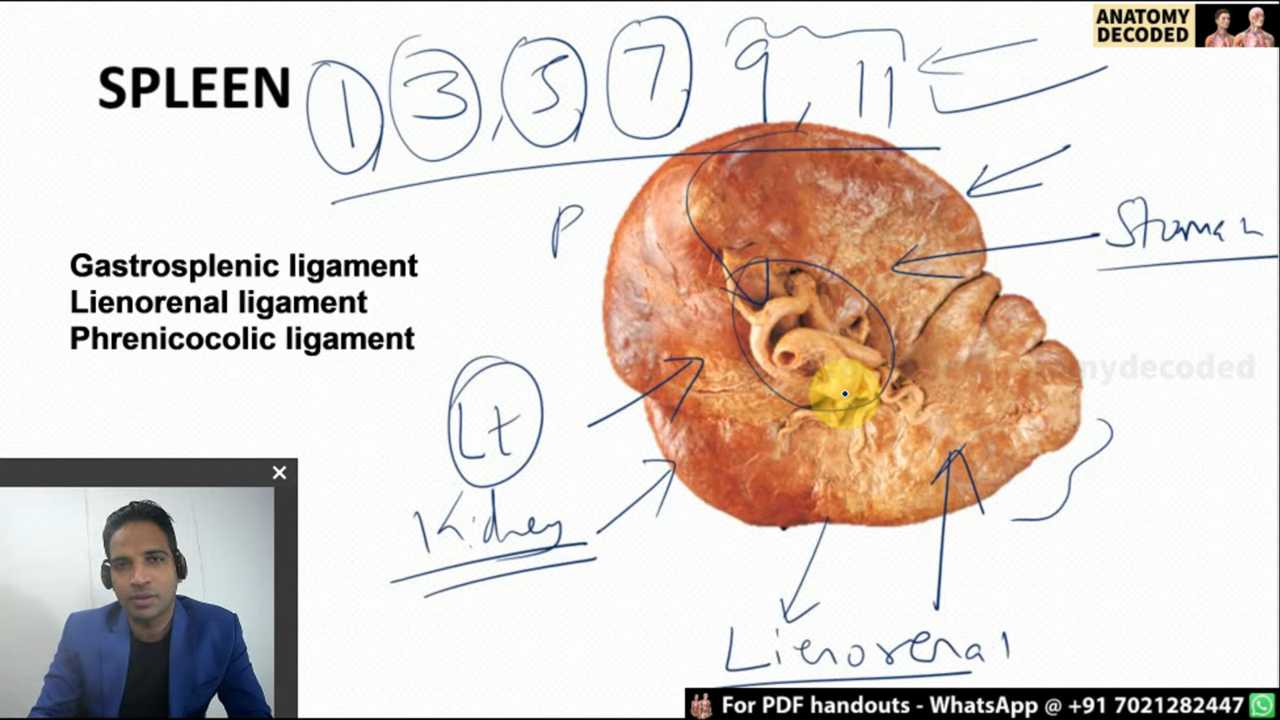 ANATOMY
DECODED
SPLEEN
1 3, 5 7 9, 11
P
Stoma
Gastrosplenic ligament
Lienorenal ligament
Phrenicocolic ligament
Lt
Kidney
Lienorenal
For PDF handouts - WhatsApp @ +91 7021282447